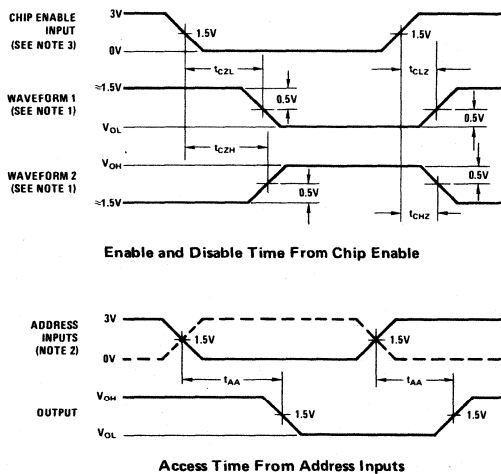 CHIP ENABLE
INPUT
(SEE NOTE 3)
3V
0V
1.5V
1.5V
tCZL
tCLZ
WAVEFORM 1
(SEE NOTE 1)
≈1.5V
VOL
0.5V
0.5V
tCZH
WAVEFORM 2
(SEE NOTE 1)
VOH
≈1.5V
0.5V
0.5V
tCHZ
Enable and Disable Time From Chip Enable
ADDRESS
INPUTS
(NOTE 2)
3V
0V
1.5V
1.5V
tAA
tAA
OUTPUT
VOH
VOL
1.5V
1.5V
Access Time From Address Inputs